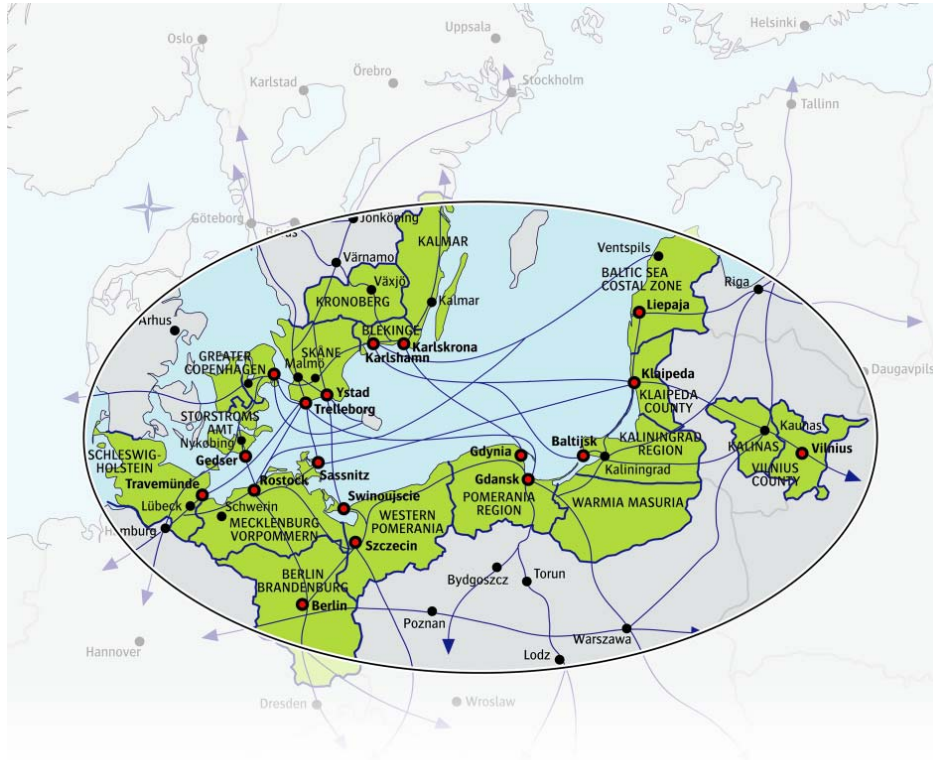 Uppsala
Helsinki
Oslo
Örebro
Karlstad
Stockholm
Tallinn
Göteborg
Jönköping
KALMAR
Värnamo
Ventspils
BALTIC SEA
COSTAL ZONE
Riga
Växjö
KRONOBERG
Kalmar
Liepaja
Arhus
BLEKINGE
Karlskrona
Karlshamn
SKÅNE
Malmö
GREATER
COPENHAGEN
Daugavpils
Klaipeda
KLAIPEDA
COUNTY
Ystad
Trelleborg
STORSTRØMS
AMT
Nykøbing
Gedser
Kaunas
KALINAS
Vilnius
VILNIUS
COUNTY
KALININGRAD
REGION
Baltijsk
Kaliningrad
Gdynia
Gdansk
POMERANIA
REGION
WARMIA MASURIA
SCHLESWIG-
HOLSTEIN
Travemünde
Lübeck
Rostock
Sassnitz
Swinoujscie
Schwerin
MECKLENBURG
VORPOMMERN
WESTERN
POMERANIA
Szczecin
Hamburg
BERLIN
BRANDENBURG
Berlin
Bydgoszcz
Torun
Poznan
Warszawa
Lodz
Hannover
Dresden
Wroslaw